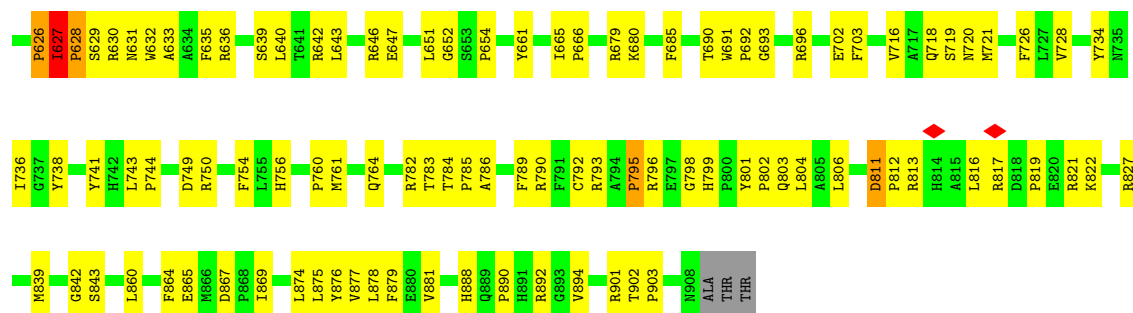 P626 I627 P628 S629 R630 N631 W632 A633 A634 F635 R636 S639 L640 T641 R642 L643 R646 E647 L651 G652 S653 P654 Y661 I665 P666 R679 K680 F685 T690 W691 P692 G693 R696 E702 F703 V716 A717 Q718 S719 N720 M721 F726 L727 V728 Y734 N735
I736 G737 Y738 Y741 H742 L743 P744 D749 R750 F754 L755 H756 P760 M761 Q764 R782 T783 T784 P785 A786 F789 R790 F791 C792 R793 A794 P795 R796 E797 G798 H799 P800 Y801 P802 Q803 L804 A805 L806 D811 P812 R813 H814 A815 L816 R817 D818 P819 E820 R821 K822 R827
M839 G842 S843 L860 F864 E865 M866 D867 P868 I869 L874 L875 Y876 V877 L878 F879 E880 V881 H888 Q889 P890 H891 R892 G893 V894 R901 T902 P903 N908 ALA THR THR